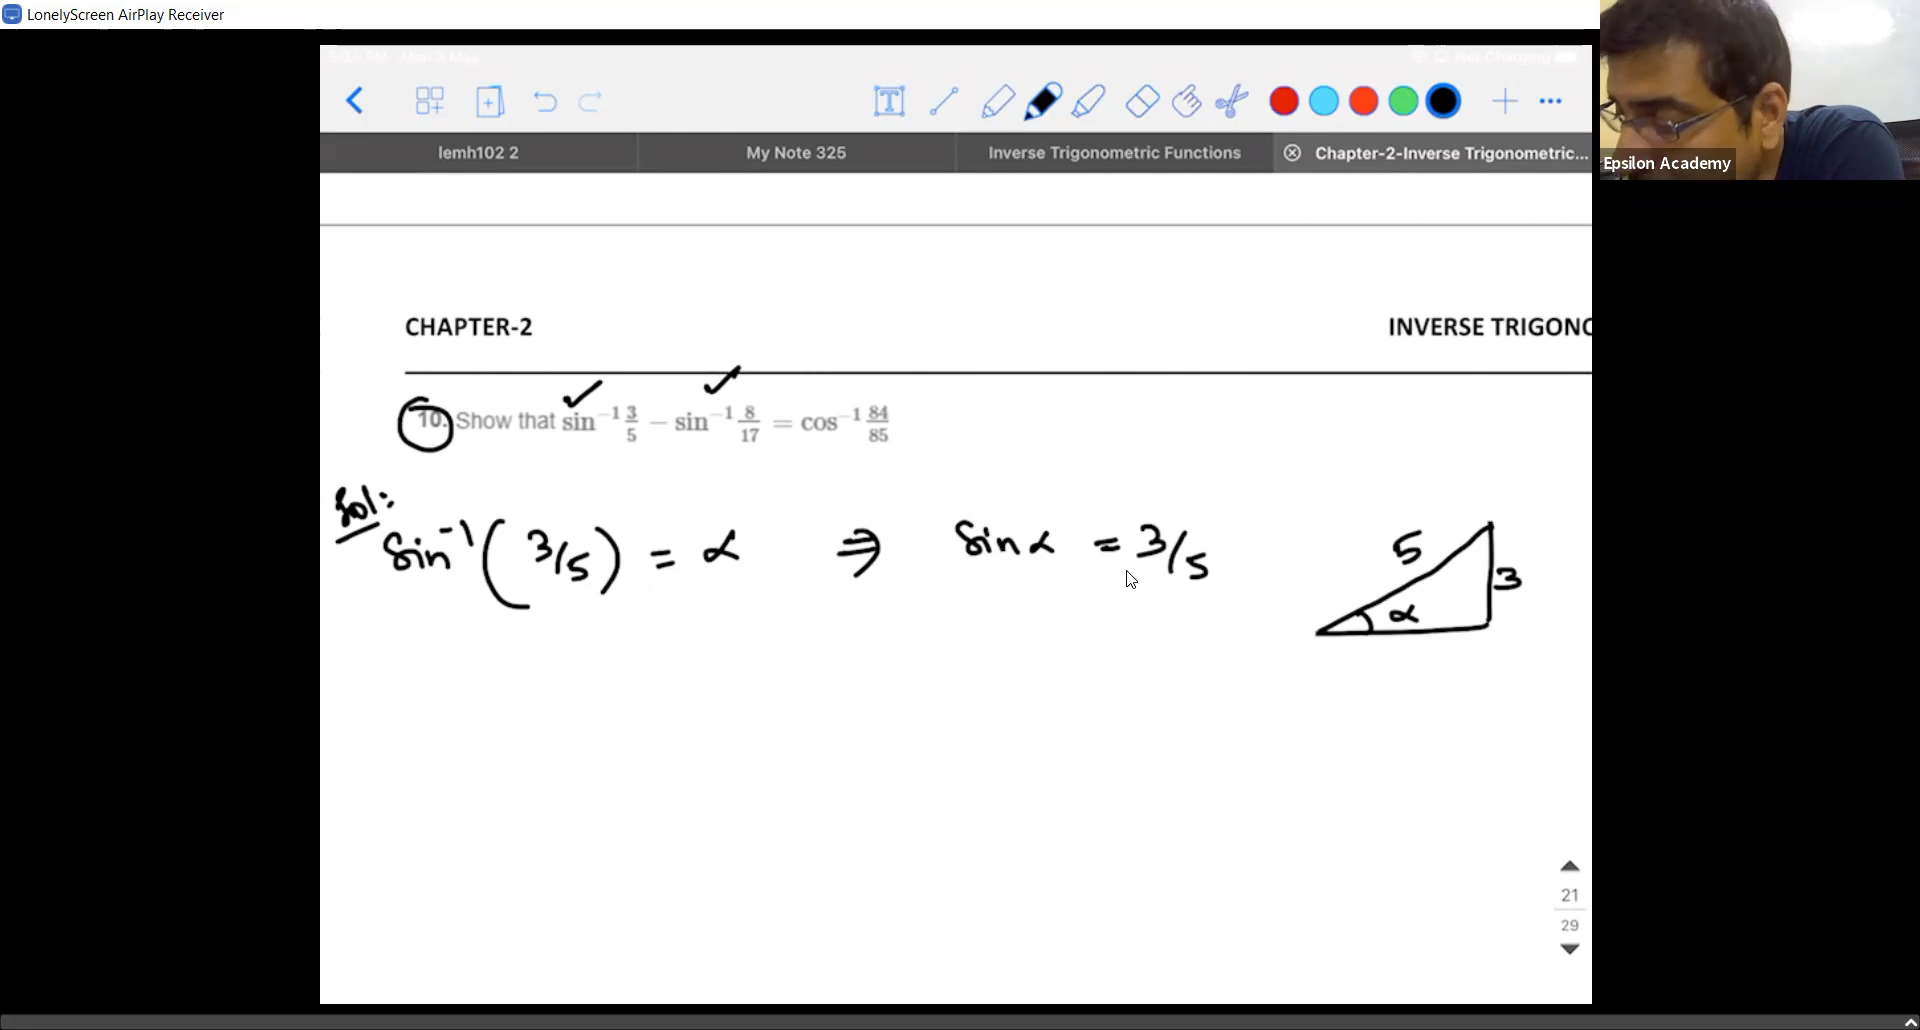 LonelyScreen AirPlay Receiver
lemh102 2
My Note 325
Inverse Trigonometric Functions
Chapter-2-Inverse Trigonometric...
Epsilon Academy
CHAPTER-2
INVERSE TRIGONO
10. Show that sin⁻¹ 3/5 − sin⁻¹ 8/17 = cos⁻¹ 84/85
Sol:
sin⁻¹(3/5) = α ⇒ sin α = 3/5
5
3
α
21
29